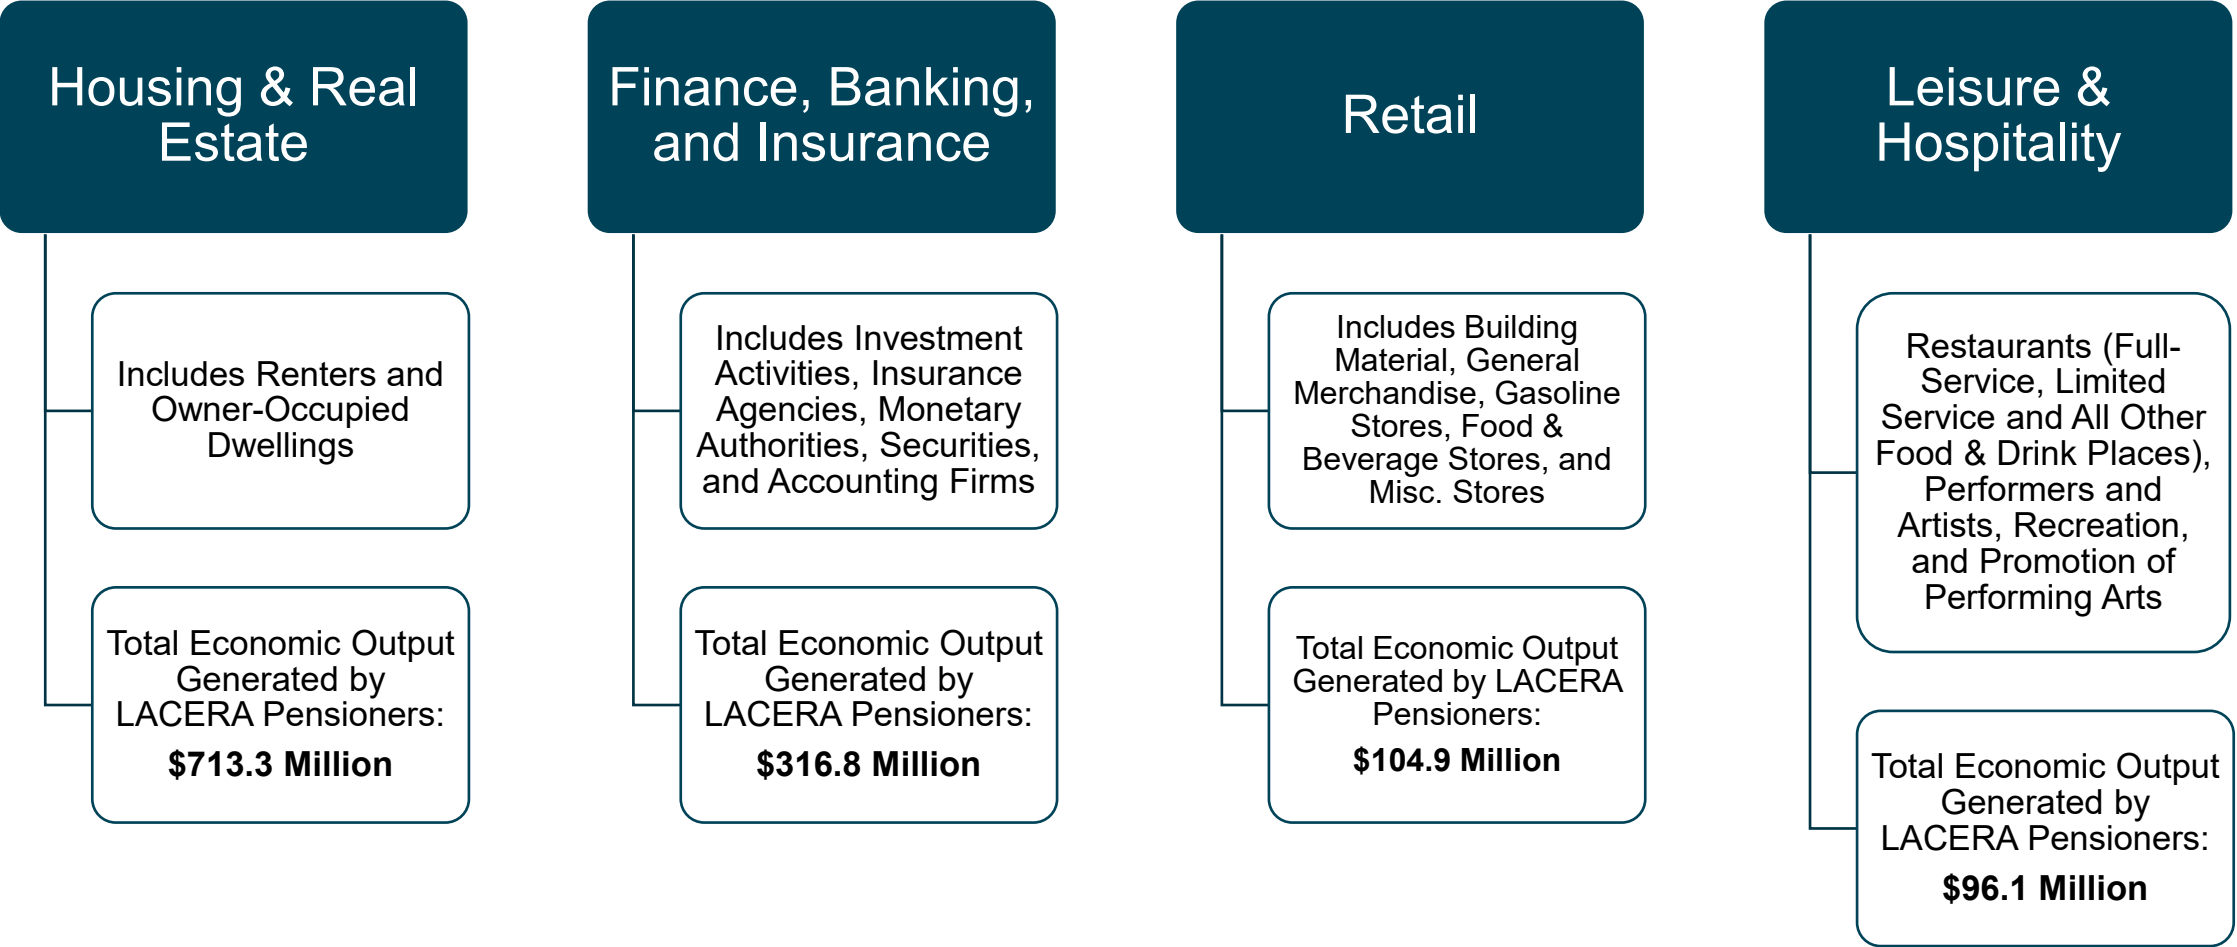 Housing & Real
Estate
Includes Renters and
Owner-Occupied
Dwellings
Total Economic Output
Generated by
LACERA Pensioners:
$713.3 Million
Finance, Banking,
and Insurance
Includes Investment
Activities, Insurance
Agencies, Monetary
Authorities, Securities,
and Accounting Firms
Total Economic Output
Generated by
LACERA Pensioners:
$316.8 Million
Retail
Includes Building
Material, General
Merchandise, Gasoline
Stores, Food &
Beverage Stores, and
Misc. Stores
Total Economic Output
Generated by LACERA
Pensioners:
$104.9 Million
Leisure &
Hospitality
Restaurants (Full-
Service, Limited
Service and All Other
Food & Drink Places),
Performers and
Artists, Recreation,
and Promotion of
Performing Arts
Total Economic Output
Generated by
LACERA Pensioners:
$96.1 Million